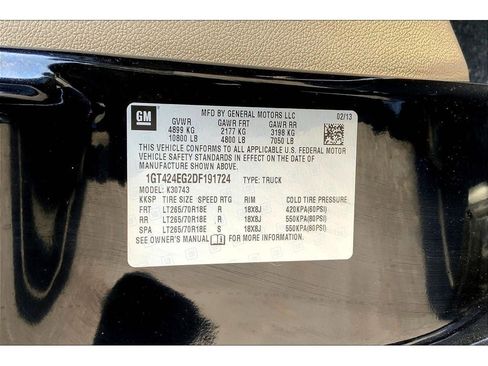 GM
MFD BY GENERAL MOTORS LLC 02/13
GVWR GAWR FRT GAWR RR
4899 KG 2177 KG 3198 KG
10800 LB 4800 LB 7050 LB
THIS VEHICLE CONFORMS TO ALL APPLICABLE U.S. FEDERAL MOTOR
VEHICLE SAFETY STANDARDS IN EFFECT ON THE DATE OF
MANUFACTURE SHOWN ABOVE.
1GT424EG2DF191724 TYPE: TRUCK
MODEL: K30743
KKSP TIRE SIZE SPEED RTG RIM COLD TIRE PRESSURE
FRT LT265/70R18E R 18X8J 420KPA(60PSI)
RR LT265/70R18E R 18X8J 550KPA(80PSI)
SPA LT265/70R18E S 18X8J 550KPA(80PSI)
SEE OWNER'S MANUAL FOR MORE INFORMATION.